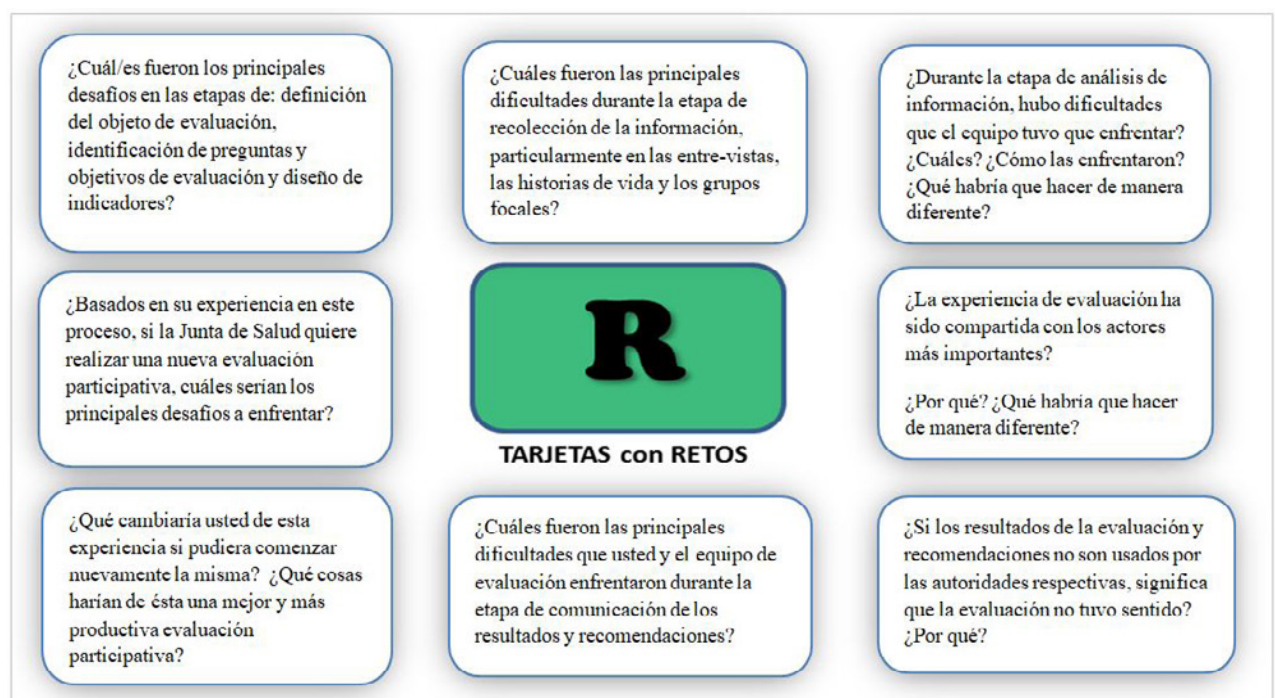 ¿Cuál/es fueron los principales
desafíos en las etapas de: definición
del objeto de evaluación,
identificación de preguntas y
objetivos de evaluación y diseño de
indicadores?
¿Cuáles fueron las principales
dificultades durante la etapa de
recolección de la información,
particularmente en las entre-vistas,
las historias de vida y los grupos
focales?
¿Durante la etapa de análisis de
información, hubo dificultades
que el equipo tuvo que enfrentar?
¿Cuáles? ¿Cómo las enfrentaron?
¿Qué habría que hacer de manera
diferente?
¿Basados en su experiencia en este
proceso, si la Junta de Salud quiere
realizar una nueva evaluación
participativa, cuáles serían los
principales desafíos a enfrentar?
R
TARJETAS con RETOS
¿La experiencia de evaluación ha
sido compartida con los actores
más importantes?
¿Por qué? ¿Qué habría que hacer
de manera diferente?
¿Qué cambiaría usted de esta
experiencia si pudiera comenzar
nuevamente la misma? ¿Qué cosas
harían de ésta una mejor y más
productiva evaluación
participativa?
¿Cuáles fueron las principales
dificultades que usted y el equipo de
evaluación enfrentaron durante la
etapa de comunicación de los
resultados y recomendaciones?
¿Si los resultados de la evaluación y
recomendaciones no son usados por
las autoridades respectivas, significa
que la evaluación no tuvo sentido?
¿Por qué?